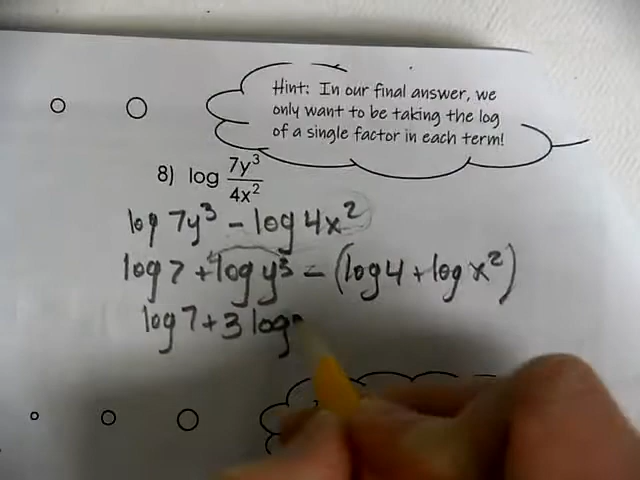 Hint: In our final answer, we
only want to be taking the log
of a single factor in each term!
8) log 7y³/4x²
log 7y³ - log 4x²
log 7 + log y³ = (log 4 + log x²)
log 7 + 3 log